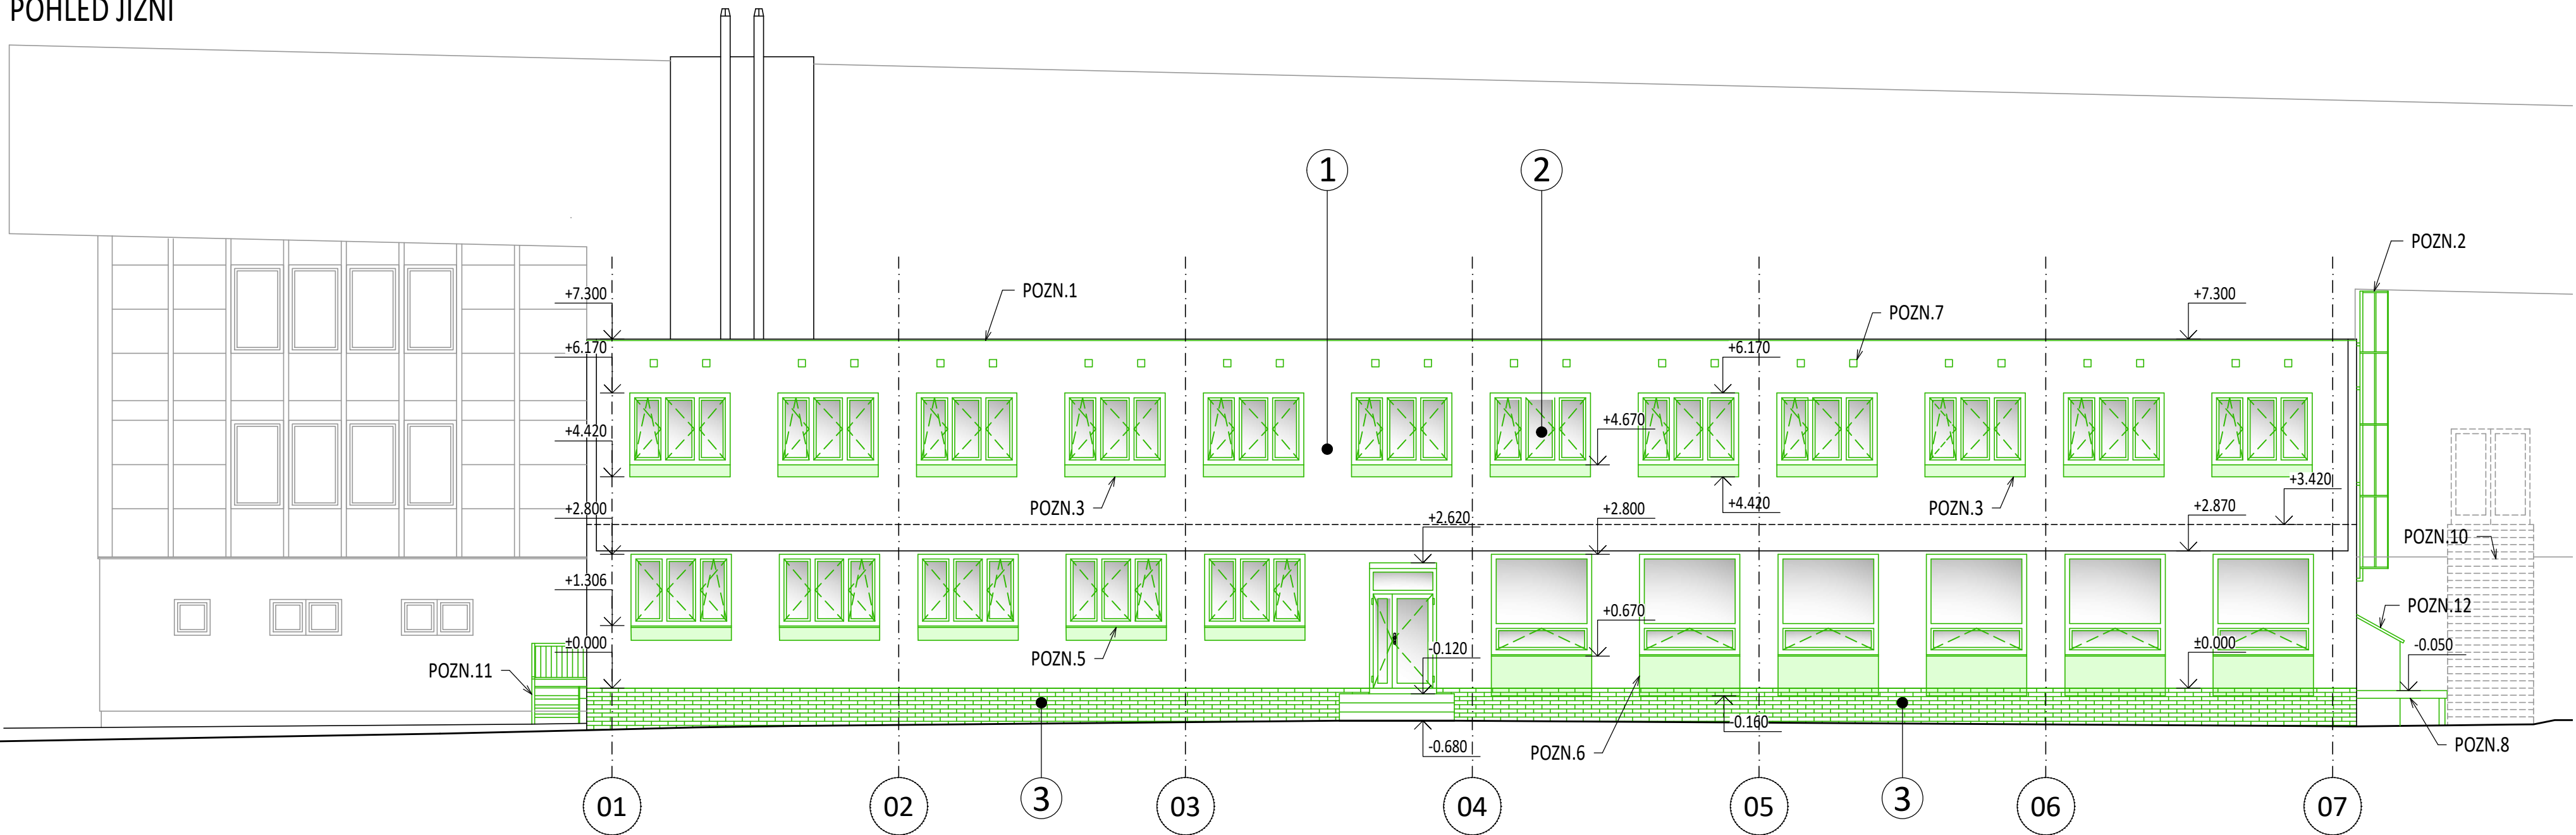 POHLED JIŽNÍ
1
2
POZN.2
+7.300
POZN.1
+7.300
POZN.7
+6.170
+6.170
+4.420
+4.670
+3.420
+2.800
POZN.3
+2.620
+2.800
+4.420
POZN.3
+2.870
POZN.10
+1.306
+0.670
POZN.12
±0.000
POZN.11
POZN.5
-0.120
±0.000
-0.050
-0.160
-0.680
POZN.6
POZN.8
01
02
3
03
04
05
3
06
07